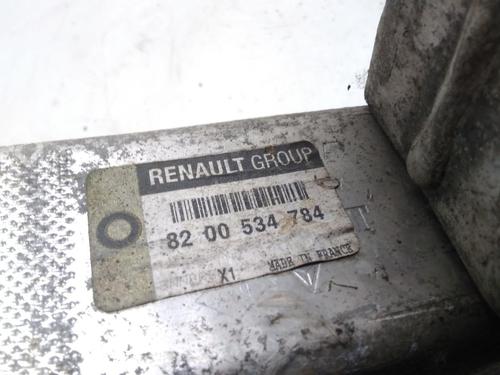 RENAULT GROUP
82 00 534 784
X1 MADE IN FRANCE